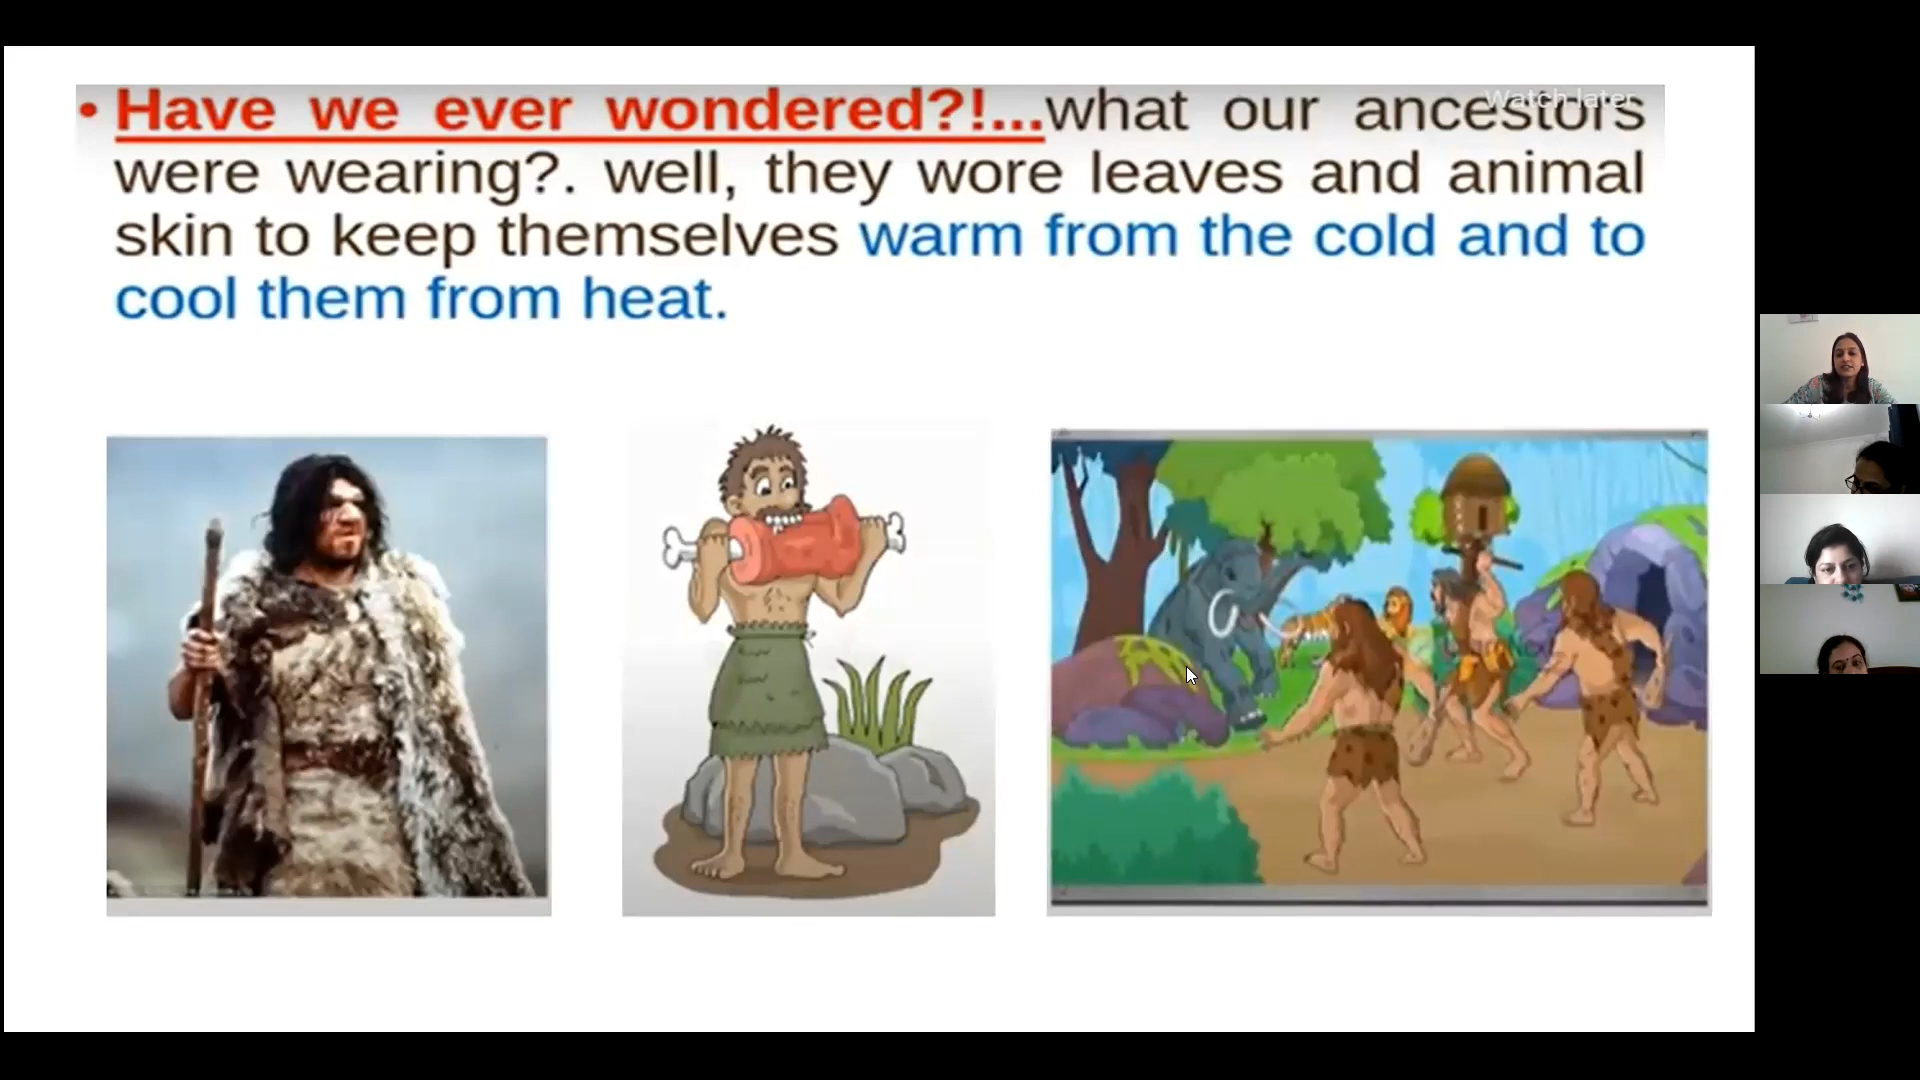 • Have we ever wondered?!...what our ancestors
Watch later
were wearing?. well, they wore leaves and animal
skin to keep themselves warm from the cold and to
cool them from heat.